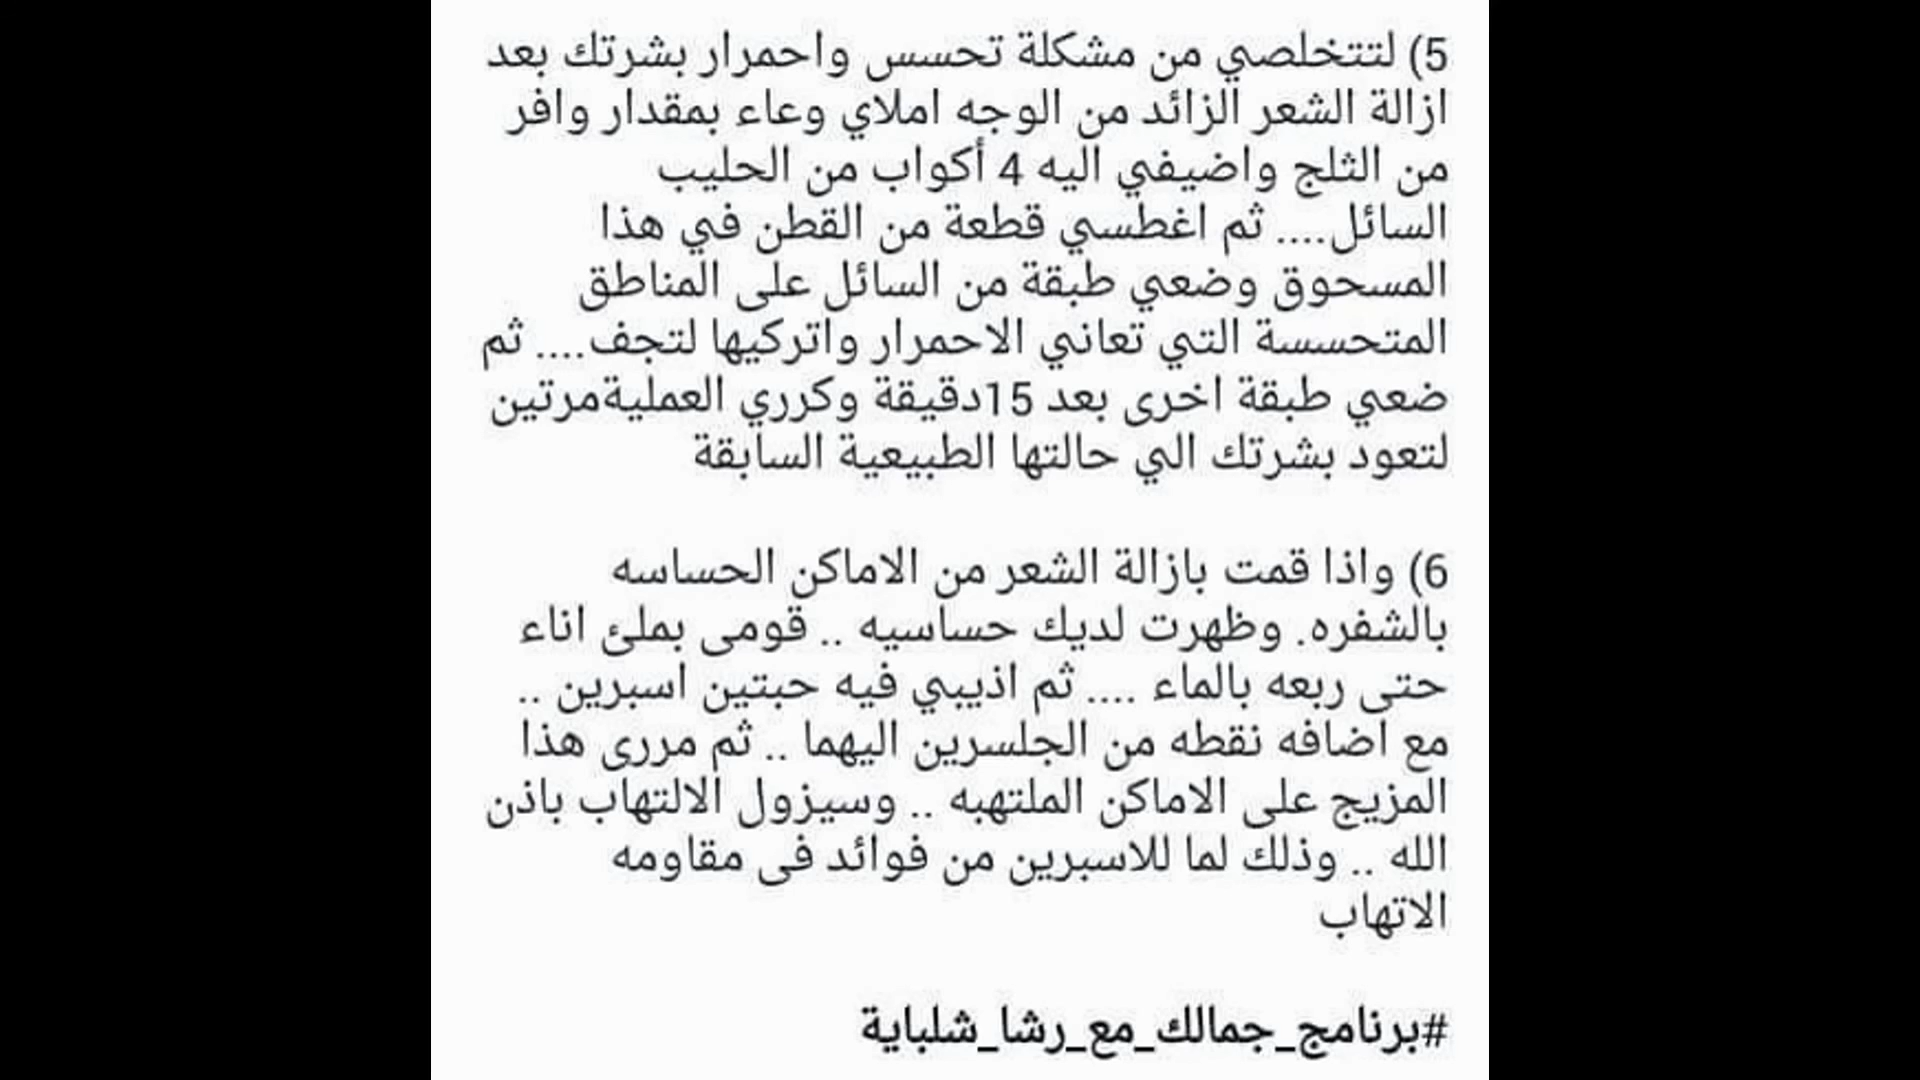 5) لتتخلصي من مشكلة تحسس واحمرار بشرتك بعد
ازالة الشعر الزائد من الوجه املاي وعاء بمقدار وافر
من الثلج واضيفي اليه 4 أكواب من الحليب
السائل.... ثم اغطسي قطعة من القطن في هذا
المسحوق وضعي طبقة من السائل على المناطق
المتحسسة التي تعاني الاحمرار واتركيها لتجف.... ثم
ضعي طبقة اخرى بعد 15دقيقة وكرري العمليةمرتين
لتعود بشرتك الي حالتها الطبيعية السابقة
6) واذا قمت بازالة الشعر من الاماكن الحساسه
بالشفره. وظهرت لديك حساسيه .. قومى بملئ اناء
حتى ربعه بالماء .... ثم اذيبي فيه حبتين اسبرين ..
مع اضافه نقطه من الجلسرين اليهما .. ثم مررى هذا
المزيج على الاماكن الملتهبه .. وسيزول الالتهاب باذن
الله .. وذلك لما للاسبرين من فوائد فى مقاومه
الاتهاب
#برنامج_جمالك_مع_رشا_شلباية